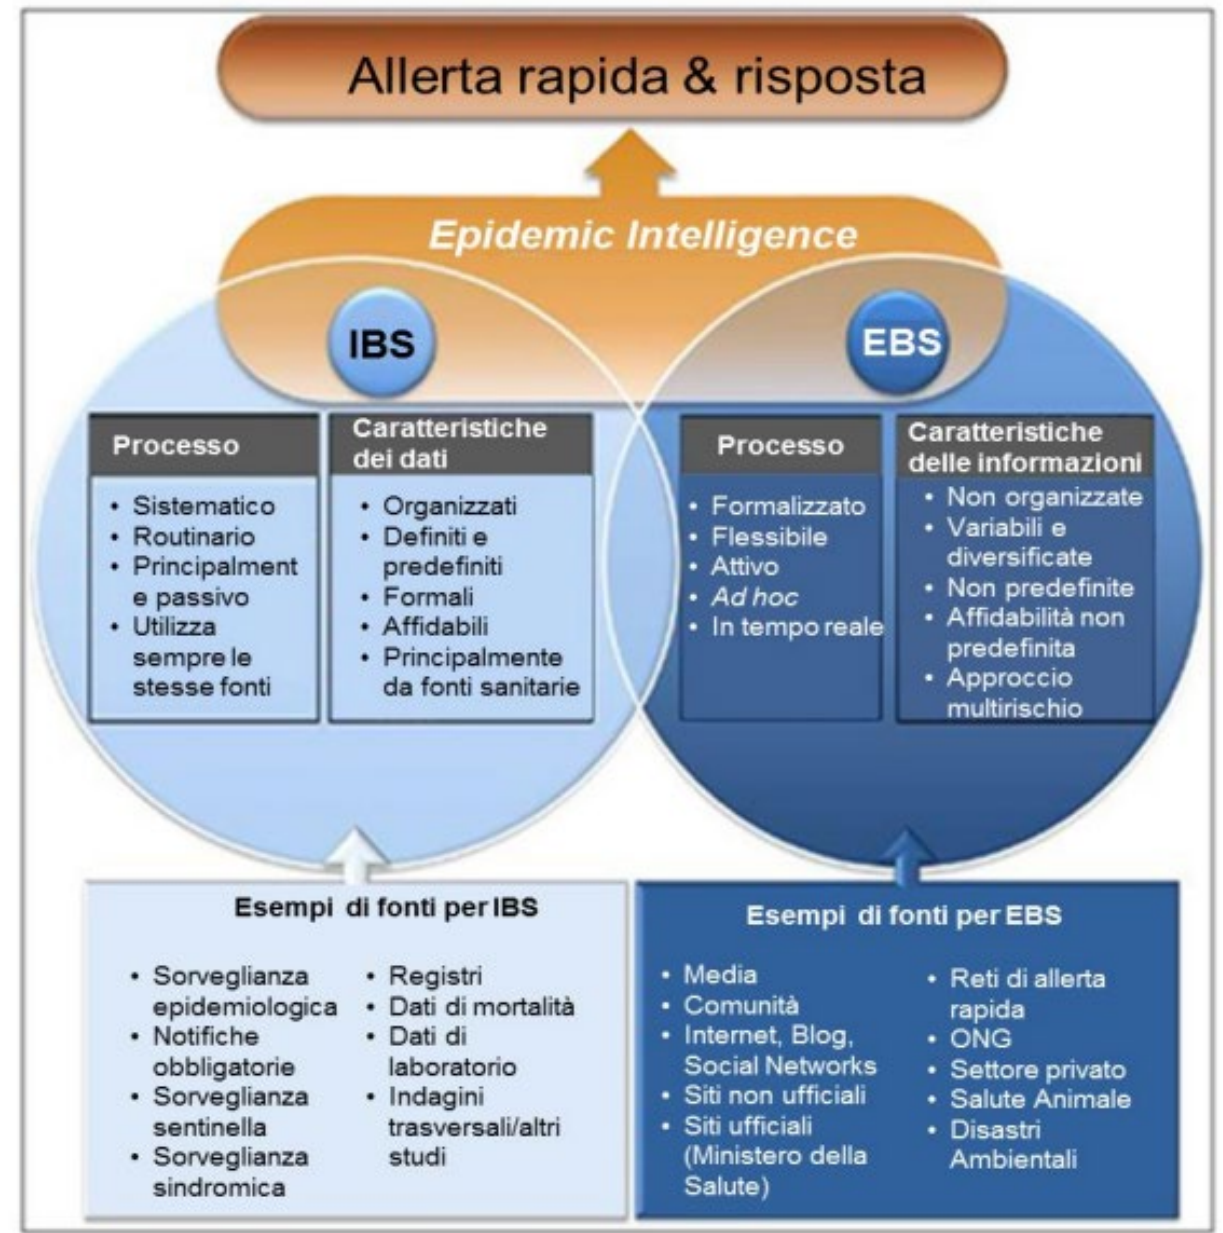 Allerta rapida & risposta
Epidemic Intelligence
IBS
EBS
Processo
• Sistematico
• Routinario
• Principalment
e passivo
• Utilizza
sempre le
stesse fonti
Caratteristiche
dei dati
• Organizzati
• Definiti e
predefiniti
• Formali
• Affidabili
• Principalmente
da fonti sanitarie
Processo
• Formalizzato
• Flessibile
• Attivo
• Ad hoc
• In tempo reale
Caratteristiche
delle informazioni
• Non organizzate
• Variabili e
diversificate
• Non predefinite
• Affidabilità non
predefinita
• Approccio
multirischio
Esempi di fonti per IBS
• Sorveglianza
epidemiologica
• Notifiche
obbligatorie
• Sorveglianza
sentinella
• Sorveglianza
sindromica
• Registri
• Dati di mortalità
• Dati di
laboratorio
• Indagini
trasversali/altri
studi
Esempi di fonti per EBS
• Media
• Comunità
• Internet, Blog,
Social Networks
• Siti non ufficiali
• Siti ufficiali
(Ministero della
Salute)
• Reti di allerta
rapida
• ONG
• Settore privato
• Salute Animale
• Disastri
Ambientali